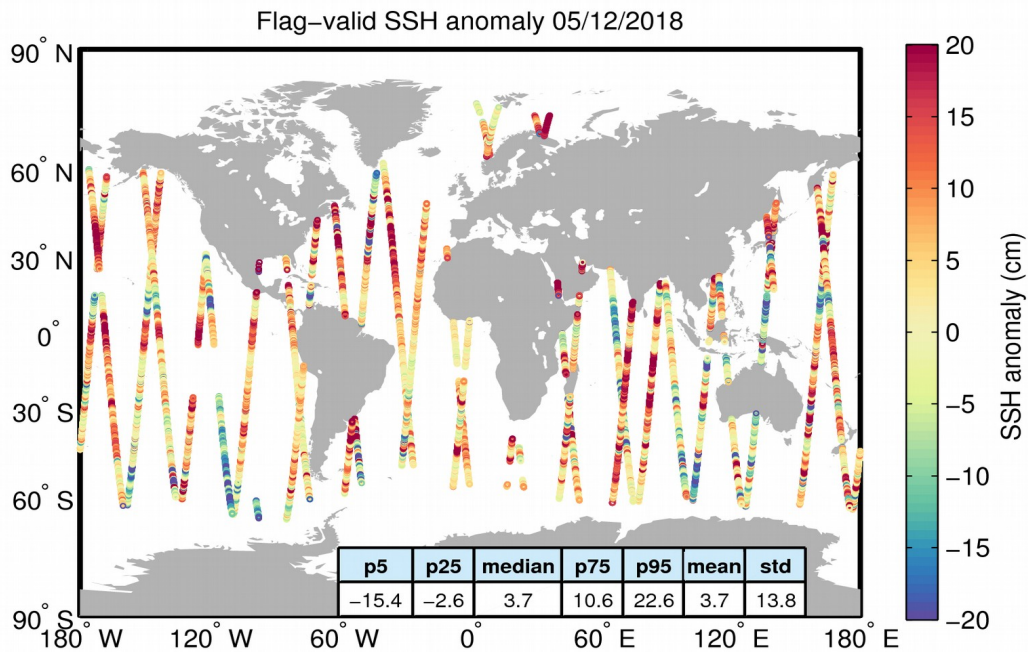 Flag−valid SSH anomaly 05/12/2018
90° N
60° N
30° N
0°
30° S
60° S
90° S
180° W
120° W
60° W
0°
60° E
120° E
180° E
p5 p25 median p75 p95 mean std
−15.4 −2.6 3.7 10.6 22.6 3.7 13.8
20
15
10
5
0
−5
−10
−15
−20
SSH anomaly (cm)